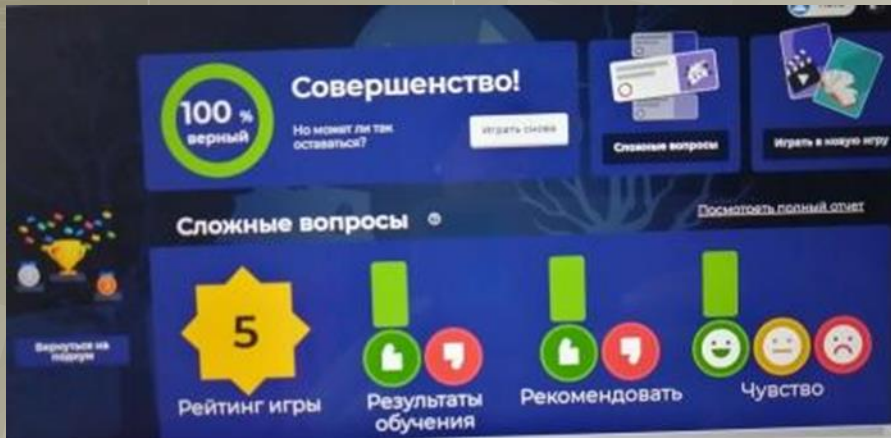 100 %
верный
Совершенство!
Но может ли так
оставаться?
Играть снова
Сложные вопросы
Играть в новую игру
Сложные вопросы
Посмотреть полный отчет
5
Вернуться на
подиум
Рейтинг игры
Результаты
обучения
Рекомендовать
Чувство